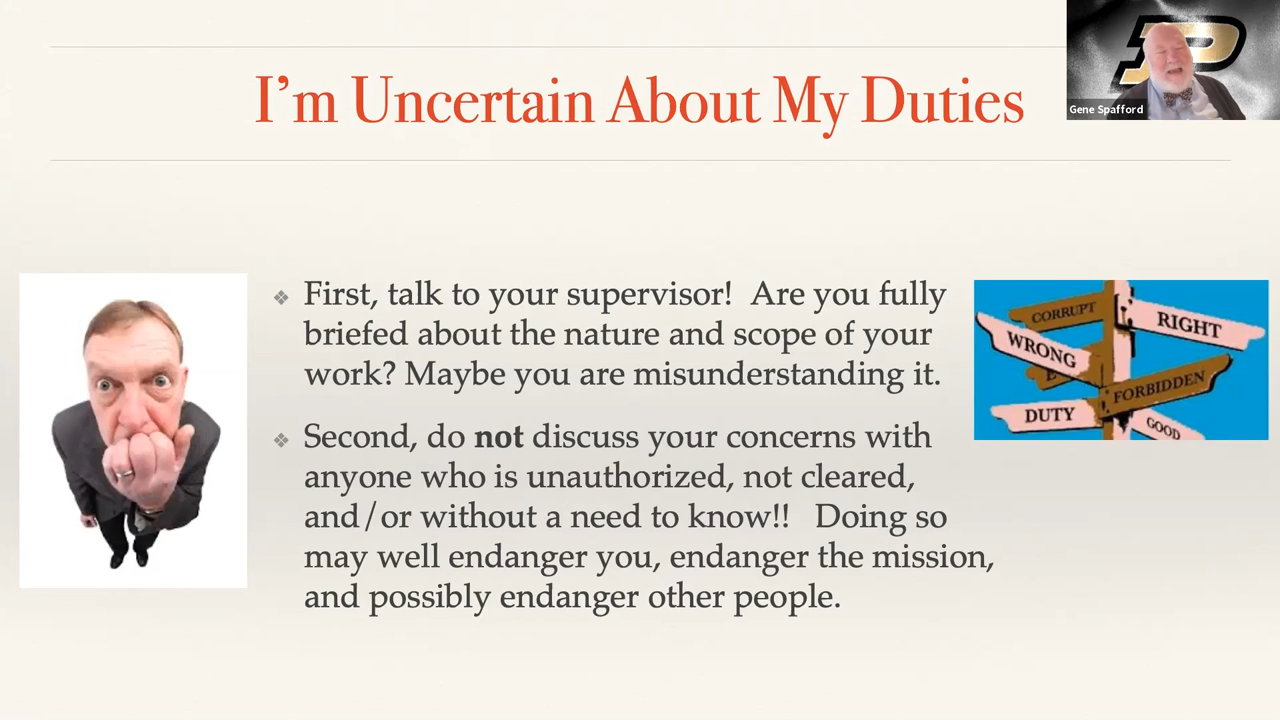 I'm Uncertain About My Duties
Gene Spafford
❖ First, talk to your supervisor!  Are you fully
briefed about the nature and scope of your
work? Maybe you are misunderstanding it.
❖ Second, do not discuss your concerns with
anyone who is unauthorized, not cleared,
and/or without a need to know!!   Doing so
may well endanger you, endanger the mission,
and possibly endanger other people.
CORRUPT
RIGHT
WRONG
FORBIDDEN
DUTY
GOOD